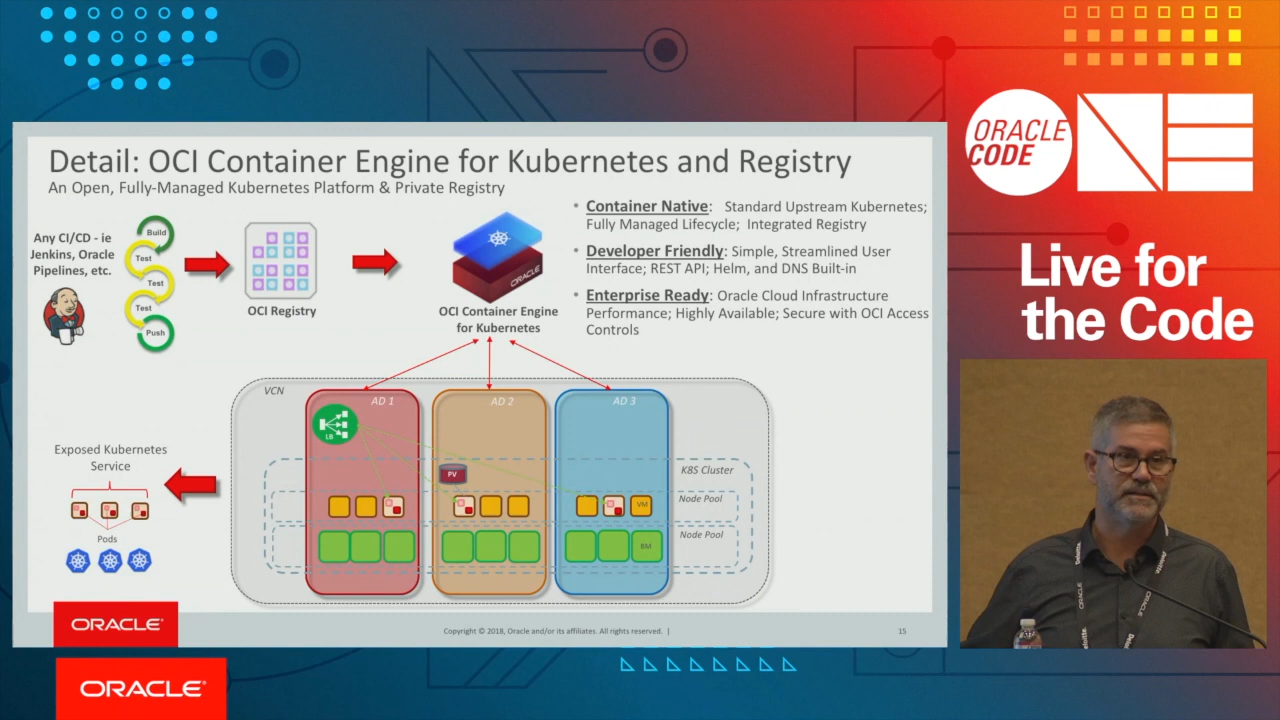 Detail: OCI Container Engine for Kubernetes and Registry
An Open, Fully-Managed Kubernetes Platform & Private Registry
Any CI/CD - ie
Jenkins, Oracle
Pipelines, etc.
Build
Test
Test
Test
Push
OCI Registry
ORACLE
OCI Container Engine
for Kubernetes
• Container Native: Standard Upstream Kubernetes;
Fully Managed Lifecycle; Integrated Registry
• Developer Friendly: Simple, Streamlined User
Interface; REST API; Helm, and DNS Built-in
• Enterprise Ready: Oracle Cloud Infrastructure
Performance; Highly Available; Secure with OCI Access
Controls
VCN
AD 1
AD 2
AD 3
LB
PV
K8S Cluster
Node Pool
VM
Node Pool
BM
Exposed Kubernetes
Service
Pods
ORACLE®
Copyright © 2018, Oracle and/or its affiliates. All rights reserved. |
15
ORACLE®
ORACLE
CODE
ONE
Live for
the Code
Deloitte
Deloitte